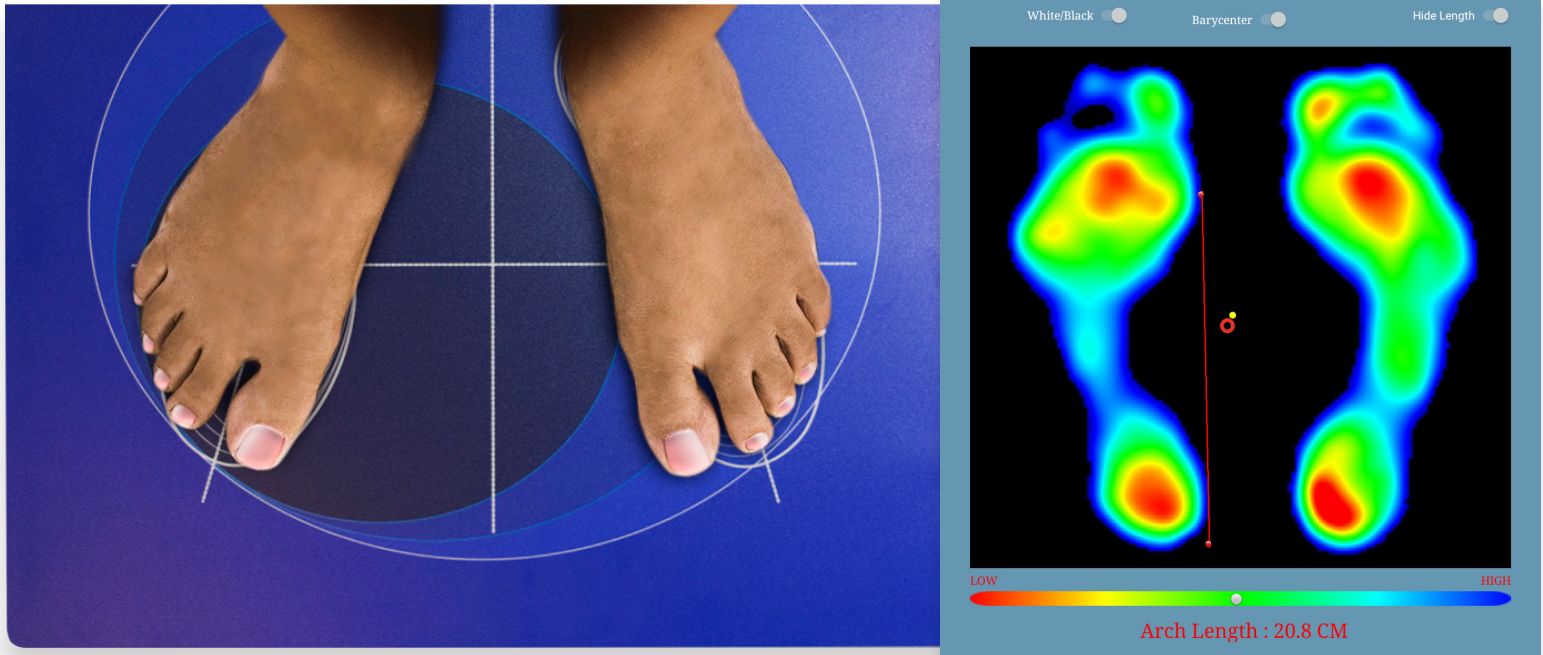 White/Black
Barycenter
Hide Length
LOW
HIGH
Arch Length : 20.8 CM